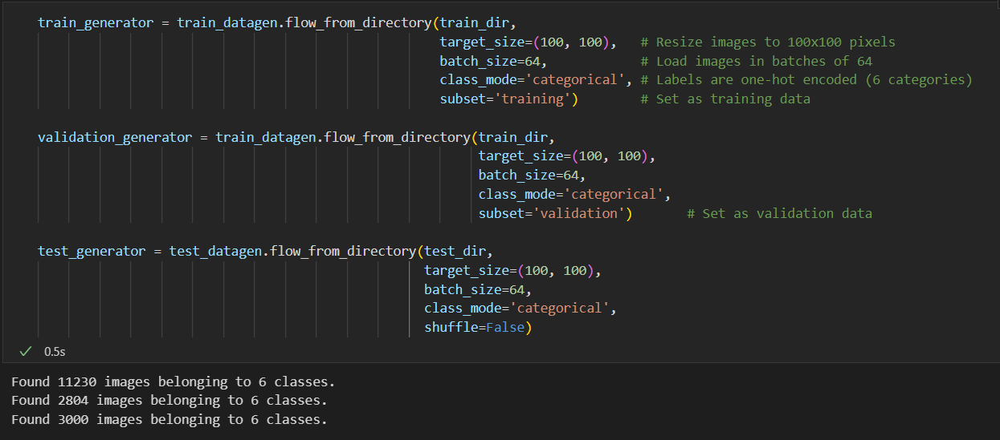 train_generator = train_datagen.flow_from_directory(train_dir,
target_size=(100, 100),   # Resize images to 100x100 pixels
batch_size=64,            # Load images in batches of 64
class_mode='categorical', # Labels are one-hot encoded (6 categories)
subset='training')        # Set as training data
validation_generator = train_datagen.flow_from_directory(train_dir,
target_size=(100, 100),
batch_size=64,
class_mode='categorical',
subset='validation')       # Set as validation data
test_generator = test_datagen.flow_from_directory(test_dir,
target_size=(100, 100),
batch_size=64,
class_mode='categorical',
shuffle=False)
0.5s
Found 11230 images belonging to 6 classes.
Found 2804 images belonging to 6 classes.
Found 3000 images belonging to 6 classes.